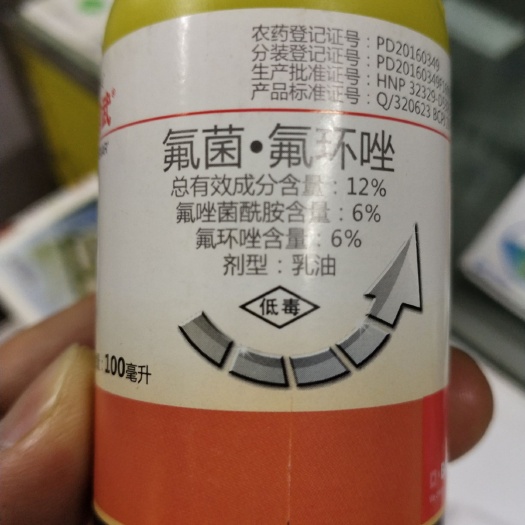 农药登记证号：PD20160349
分装登记证号：PD20160349F
生产批准证号：HNP 32329-D
产品标准证号：Q/320623 BCP
氟菌·氟环唑
总有效成分含量：12%
氟唑菌酰胺含量：6%
氟环唑含量：6%
剂型：乳油
低毒
100毫升